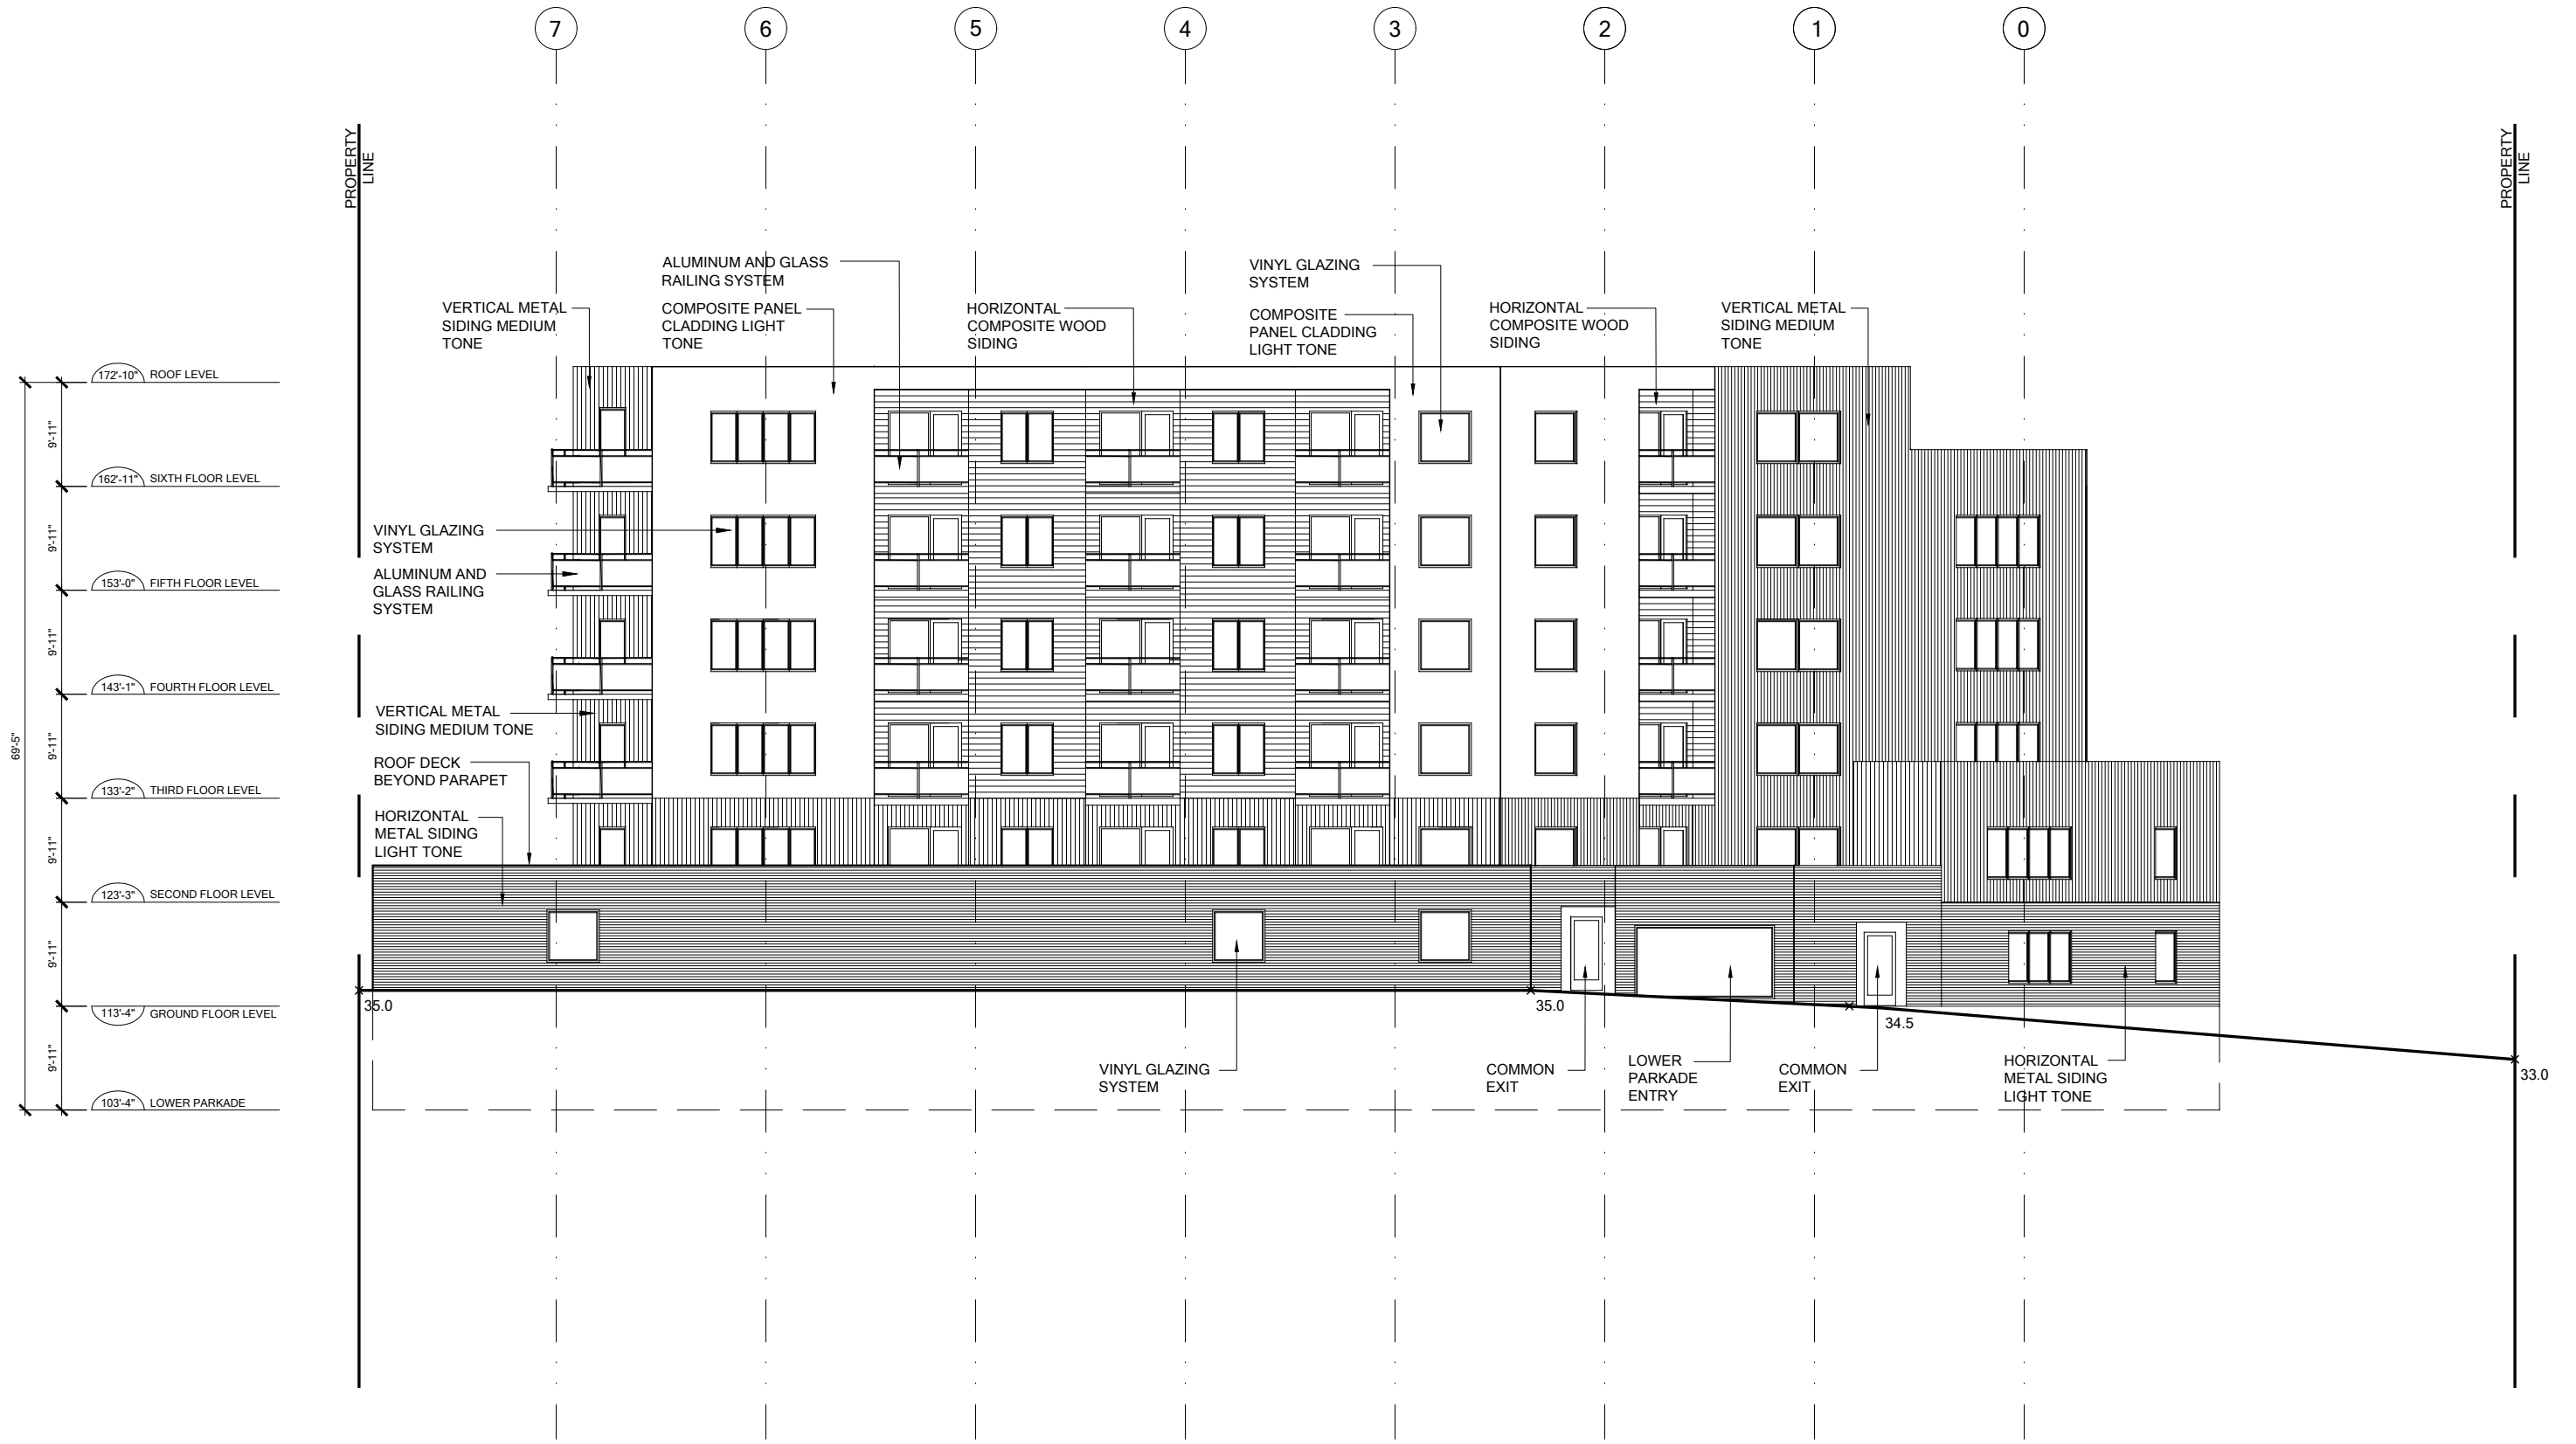 7
6
5
4
3
2
1
0
PROPERTY
LINE
PROPERTY
LINE
ALUMINUM AND GLASS
RAILING SYSTEM
VINYL GLAZING
SYSTEM
VERTICAL METAL
SIDING MEDIUM
TONE
COMPOSITE PANEL
CLADDING LIGHT
TONE
HORIZONTAL
COMPOSITE WOOD
SIDING
COMPOSITE
PANEL CLADDING
LIGHT TONE
HORIZONTAL
COMPOSITE WOOD
SIDING
VERTICAL METAL
SIDING MEDIUM
TONE
172'-10" ROOF LEVEL
9'-11"
162'-11" SIXTH FLOOR LEVEL
9'-11"
153'-0" FIFTH FLOOR LEVEL
9'-11"
143'-1" FOURTH FLOOR LEVEL
9'-11"
133'-2" THIRD FLOOR LEVEL
9'-11"
123'-3" SECOND FLOOR LEVEL
9'-11"
113'-4" GROUND FLOOR LEVEL
9'-11"
103'-4" LOWER PARKADE
69'-5"
VINYL GLAZING
SYSTEM
ALUMINUM AND
GLASS RAILING
SYSTEM
VERTICAL METAL
SIDING MEDIUM TONE
ROOF DECK
BEYOND PARAPET
HORIZONTAL
METAL SIDING
LIGHT TONE
35.0
35.0
34.5
33.0
VINYL GLAZING
SYSTEM
COMMON
EXIT
LOWER
PARKADE
ENTRY
COMMON
EXIT
HORIZONTAL
METAL SIDING
LIGHT TONE